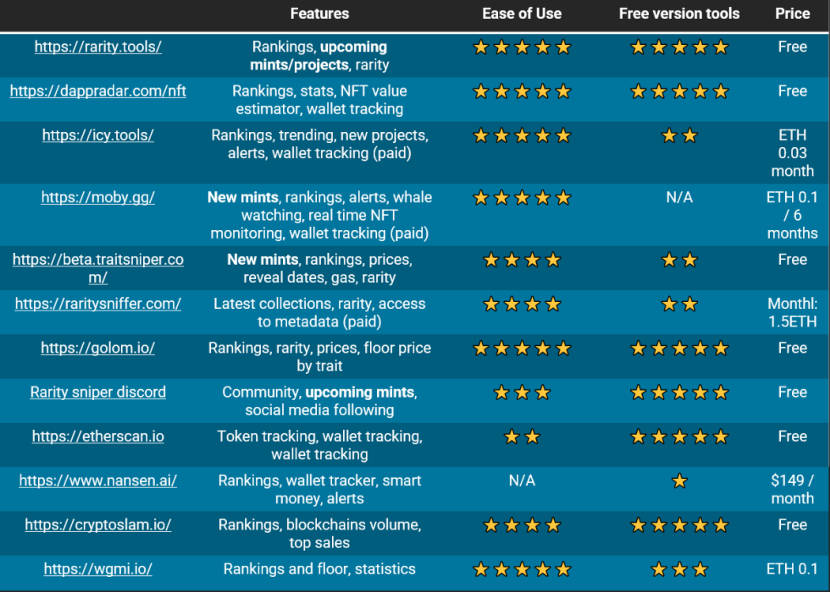 Features Ease of Use Free version tools Price
https://rarity.tools/ Rankings, upcoming Free
mints/projects, rarity
https://dappradar.com/nft Rankings, stats, NFT value Free
estimator, wallet tracking
https://icy.tools/ Rankings, trending, new projects, ETH
alerts, wallet tracking (paid) 0.03
month
https://moby.gg/ New mints, rankings, alerts, whale N/A ETH 0.1
watching, real time NFT / 6
monitoring, wallet tracking (paid) months
https://beta.traitsniper.co New mints, rankings, prices, Free
m/ reveal dates, gas, rarity
https://raritysniffer.com/ Latest collections, rarity, access Monthl:
to metadata (paid) 1.5ETH
https://golom.io/ Rankings, rarity, prices, floor price Free
by trait
Rarity sniper discord Community, upcoming mints, Free
social media following
https://etherscan.io Token tracking, wallet tracking, Free
wallet tracking
https://www.nansen.ai/ Rankings, wallet tracker, smart N/A $149 /
money, alerts month
https://cryptoslam.io/ Rankings, blockchains volume, Free
top sales
https://wgmi.io/ Rankings and floor, statistics ETH 0.1